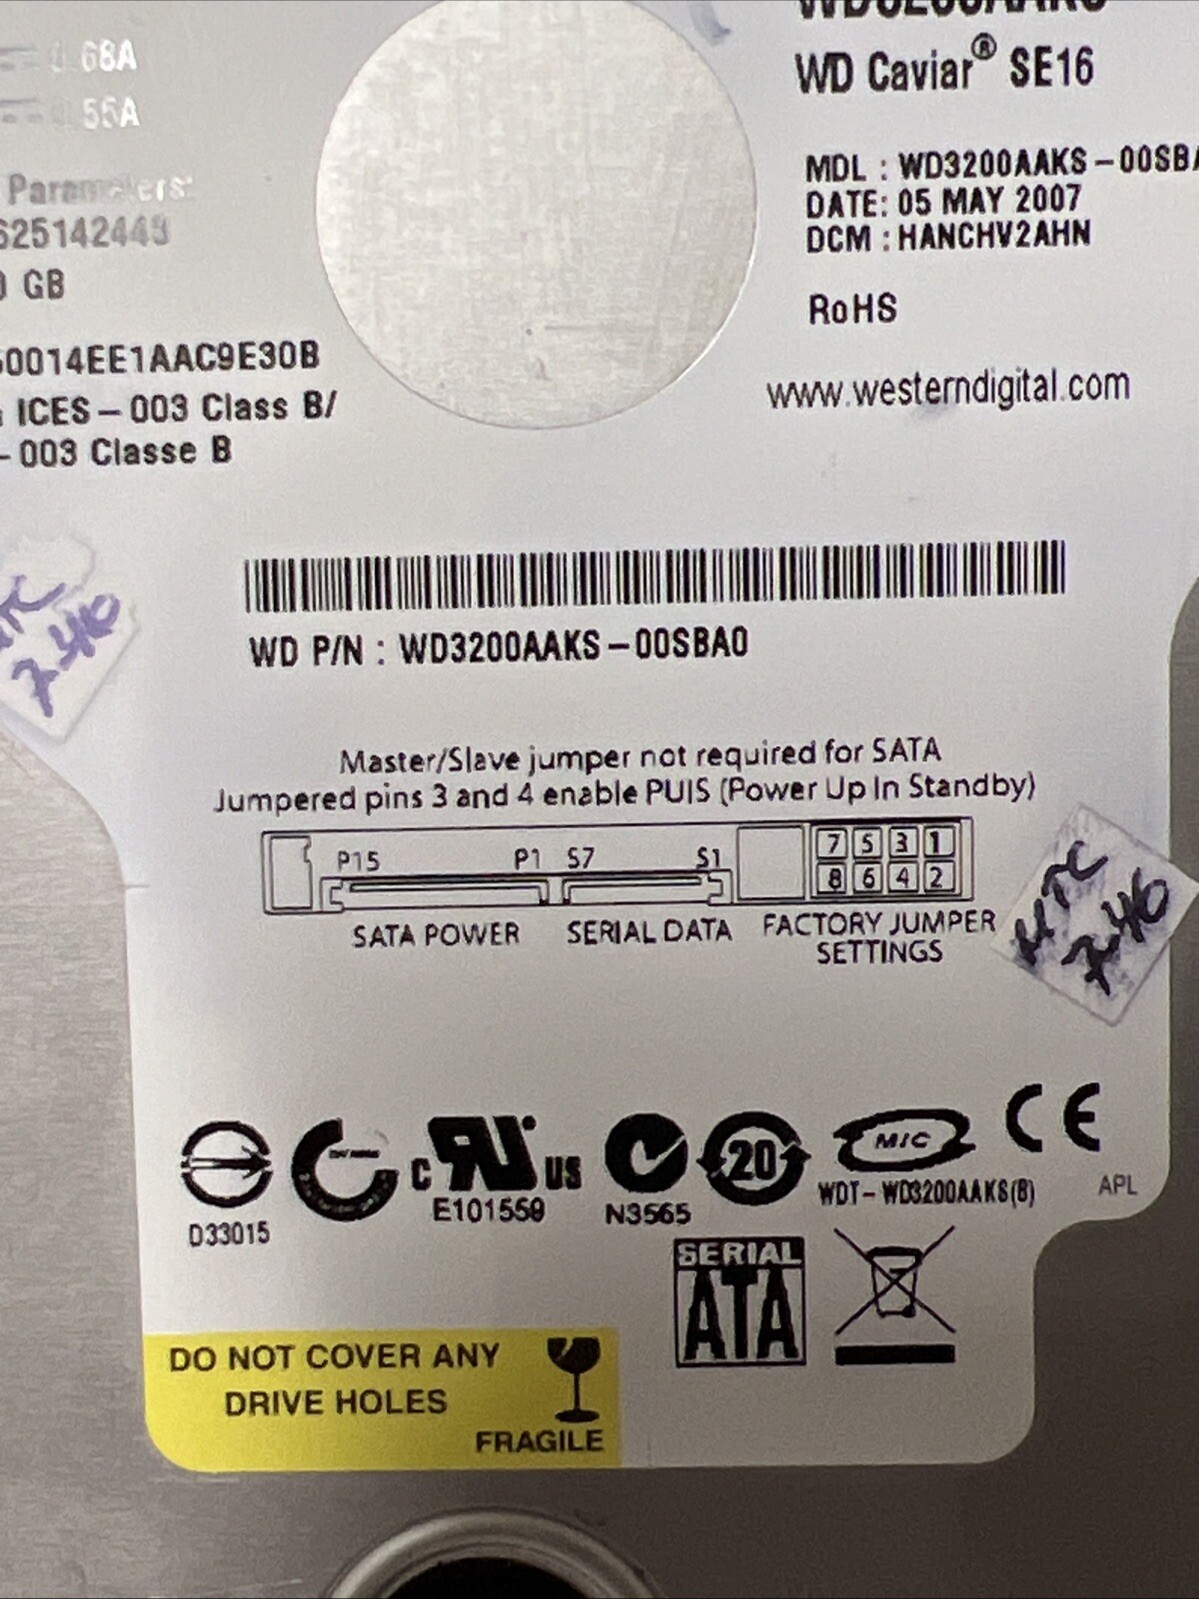 0.68A
0.55A
Parameters:
625142449
GB
50014EE1AAC9E30B
ICES-003 Class B/
-003 Classe B
WD Caviar® SE16
MDL : WD3200AAKS-00SBA
DATE: 05 MAY 2007
DCM : HANCHV2AHN
RoHS
www.westerndigital.com
WD P/N : WD3200AAKS-00SBA0
Master/Slave jumper not required for SATA
Jumpered pins 3 and 4 enable PUIS (Power Up In Standby)
P15 P1 S7 S1
7 5 3 1
8 6 4 2
SATA POWER SERIAL DATA FACTORY JUMPER
SETTINGS
7.40
7.40
D33015
C US
E101559
N3565
20
MIC
WDT-WD3200AAKS(B)
CE
APL
SERIAL
ATA
DO NOT COVER ANY
DRIVE HOLES
FRAGILE